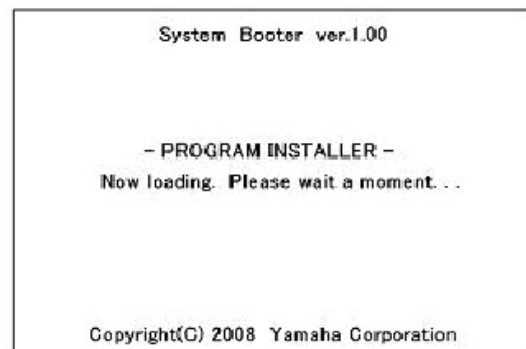 System Booter ver.1.00
- PROGRAM INSTALLER -
Now loading. Please wait a moment. . .
Copyright(C) 2008 Yamaha Corporation